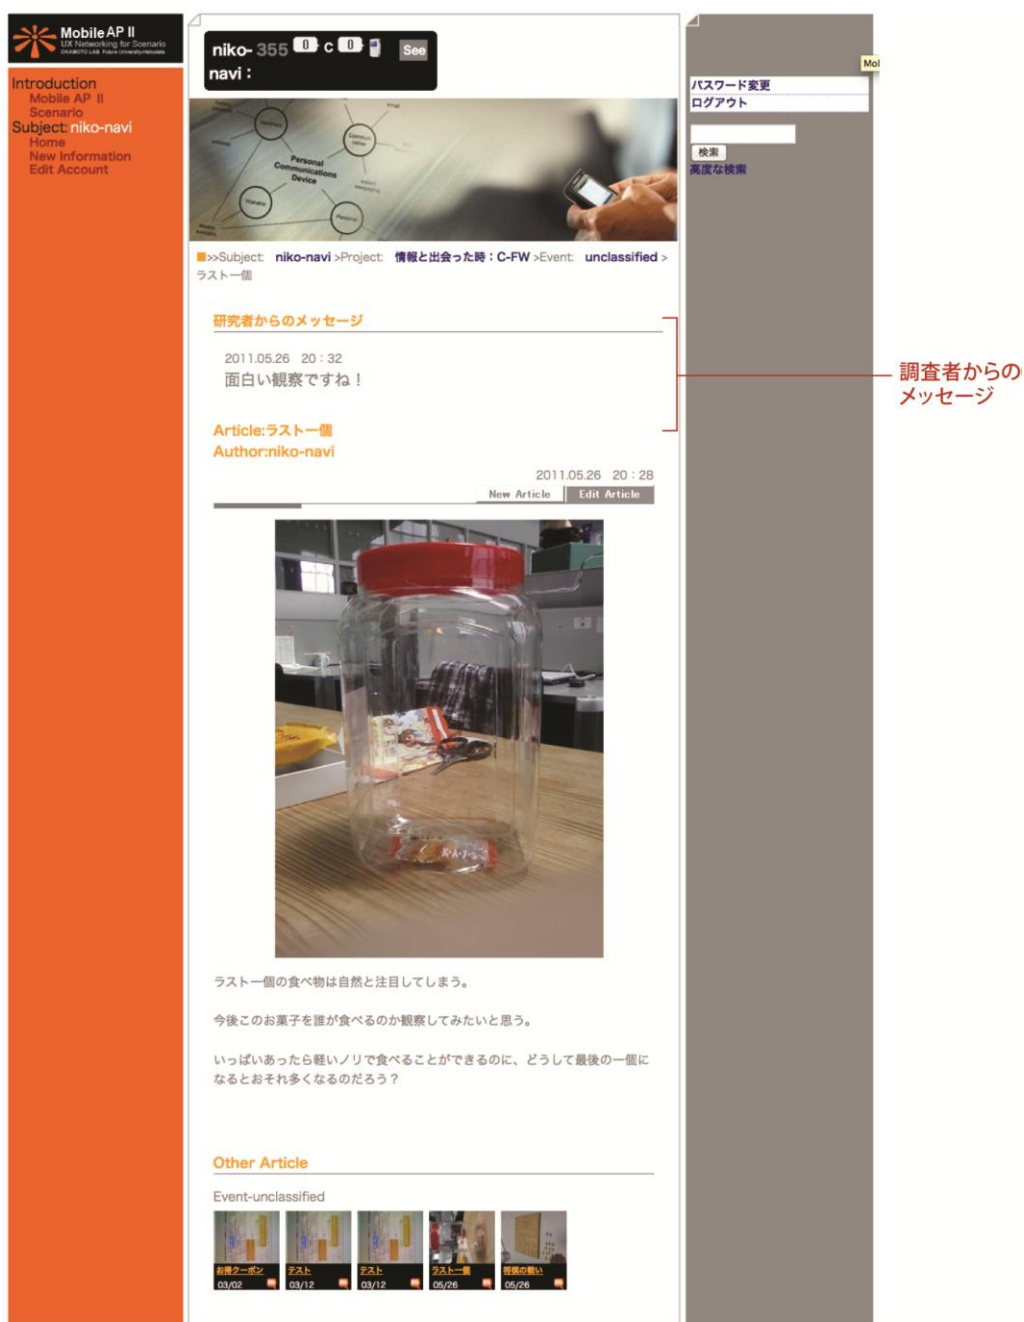 Mobile AP II
UX Networking for Scenario
OKAMOTO LAB Future University-Hakodate
Introduction
Mobile AP II
Scenario
Subject: niko-navi
Home
New Information
Edit Account
niko- 355 0 C 0 See
navi :
Mol
パスワード変更
ログアウト
検索
高度な検索
email
Personal
Communications
Device
Wearable
Personal
>>Subject: niko-navi >Project: 情報と出会った時：C-FW >Event: unclassified >
ラスト一個
研究者からのメッセージ
2011.05.26 20：32
面白い観察ですね！
調査者からの
メッセージ
Article:ラスト一個
Author:niko-navi
2011.05.26 20：28
New Article Edit Article
ラスト一個の食べ物は自然と注目してしまう。
今後このお菓子を誰が食べるのか観察してみたいと思う。
いっぱいあったら軽いノリで食べることができるのに、どうして最後の一個に
なるとおそれ多くなるのだろう？
Other Article
Event-unclassified
お得クーポン テスト テスト ラスト一個 将棋の戦い
03/02 03/12 03/12 05/26 05/26